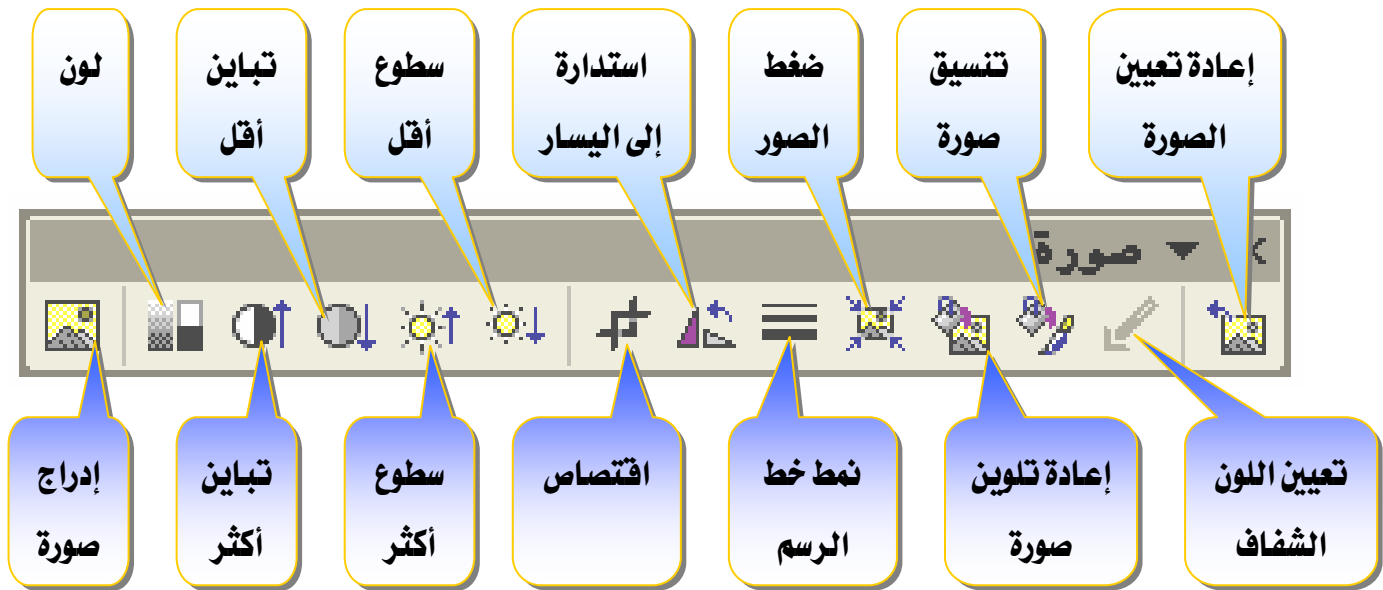 إعادة تعيين
الصورة
تنسيق
صورة
ضغط
الصور
استدارة
إلى اليسار
سطوع
أقل
تباين
أقل
لون
صورة
تعيين اللون
الشفاف
إعادة تلوين
صورة
نمط خط
الرسم
اقتصاص
سطوع
أكثر
تباين
أكثر
إدراج
صورة